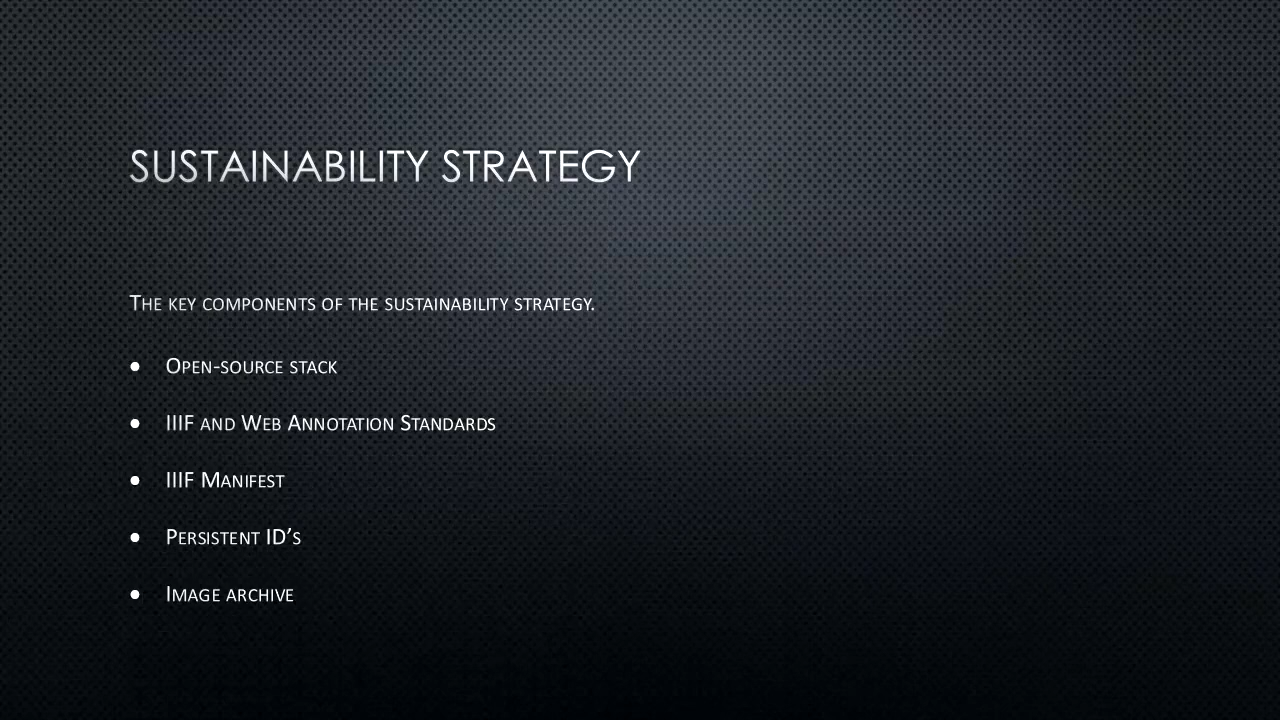 SUSTAINABILITY STRATEGY
The key components of the sustainability strategy.
• Open-source stack
• IIIF and Web Annotation Standards
• IIIF Manifest
• Persistent ID’s
• Image archive